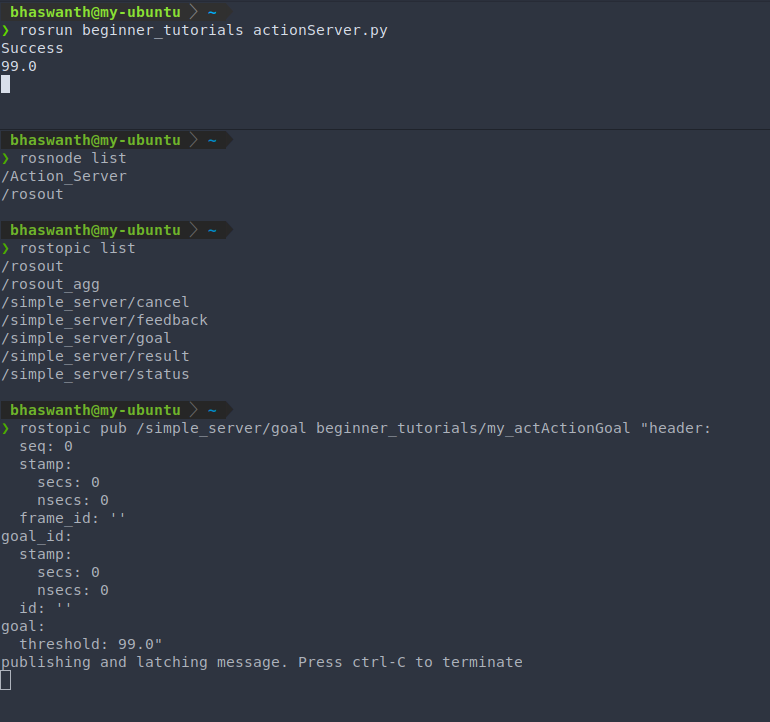 bhaswanth@my-ubuntu ~
❯ rosrun beginner_tutorials actionServer.py
Success
99.0
bhaswanth@my-ubuntu ~
❯ rosnode list
/Action_Server
/rosout
bhaswanth@my-ubuntu ~
❯ rostopic list
/rosout
/rosout_agg
/simple_server/cancel
/simple_server/feedback
/simple_server/goal
/simple_server/result
/simple_server/status
bhaswanth@my-ubuntu ~
❯ rostopic pub /simple_server/goal beginner_tutorials/my_actActionGoal "header:
  seq: 0
  stamp:
    secs: 0
    nsecs: 0
  frame_id: ''
goal_id:
  stamp:
    secs: 0
    nsecs: 0
  id: ''
goal:
  threshold: 99.0"
publishing and latching message. Press ctrl-C to terminate